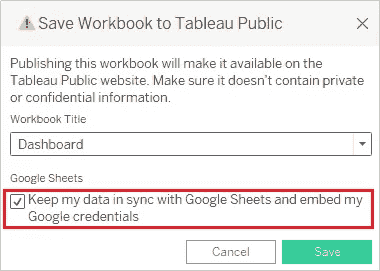 Save Workbook to Tableau Public
Publishing this workbook will make it available on the
Tableau Public website. Make sure it doesn't contain private
or confidential information.
Workbook Title
Dashboard
Google Sheets
Keep my data in sync with Google Sheets and embed my
Google credentials
Cancel
Save